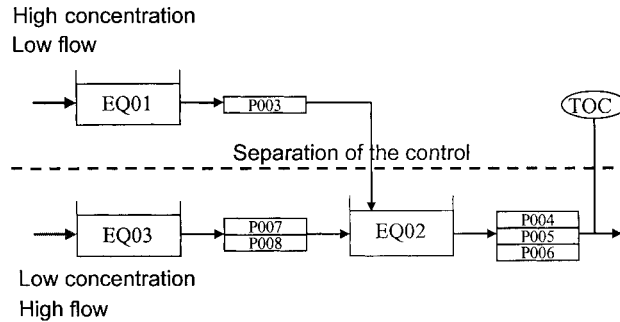 High concentration
Low flow
EQ01
P003
TOC
Separation of the control
EQ03
P007
P008
EQ02
P004
P005
P006
Low concentration
High flow